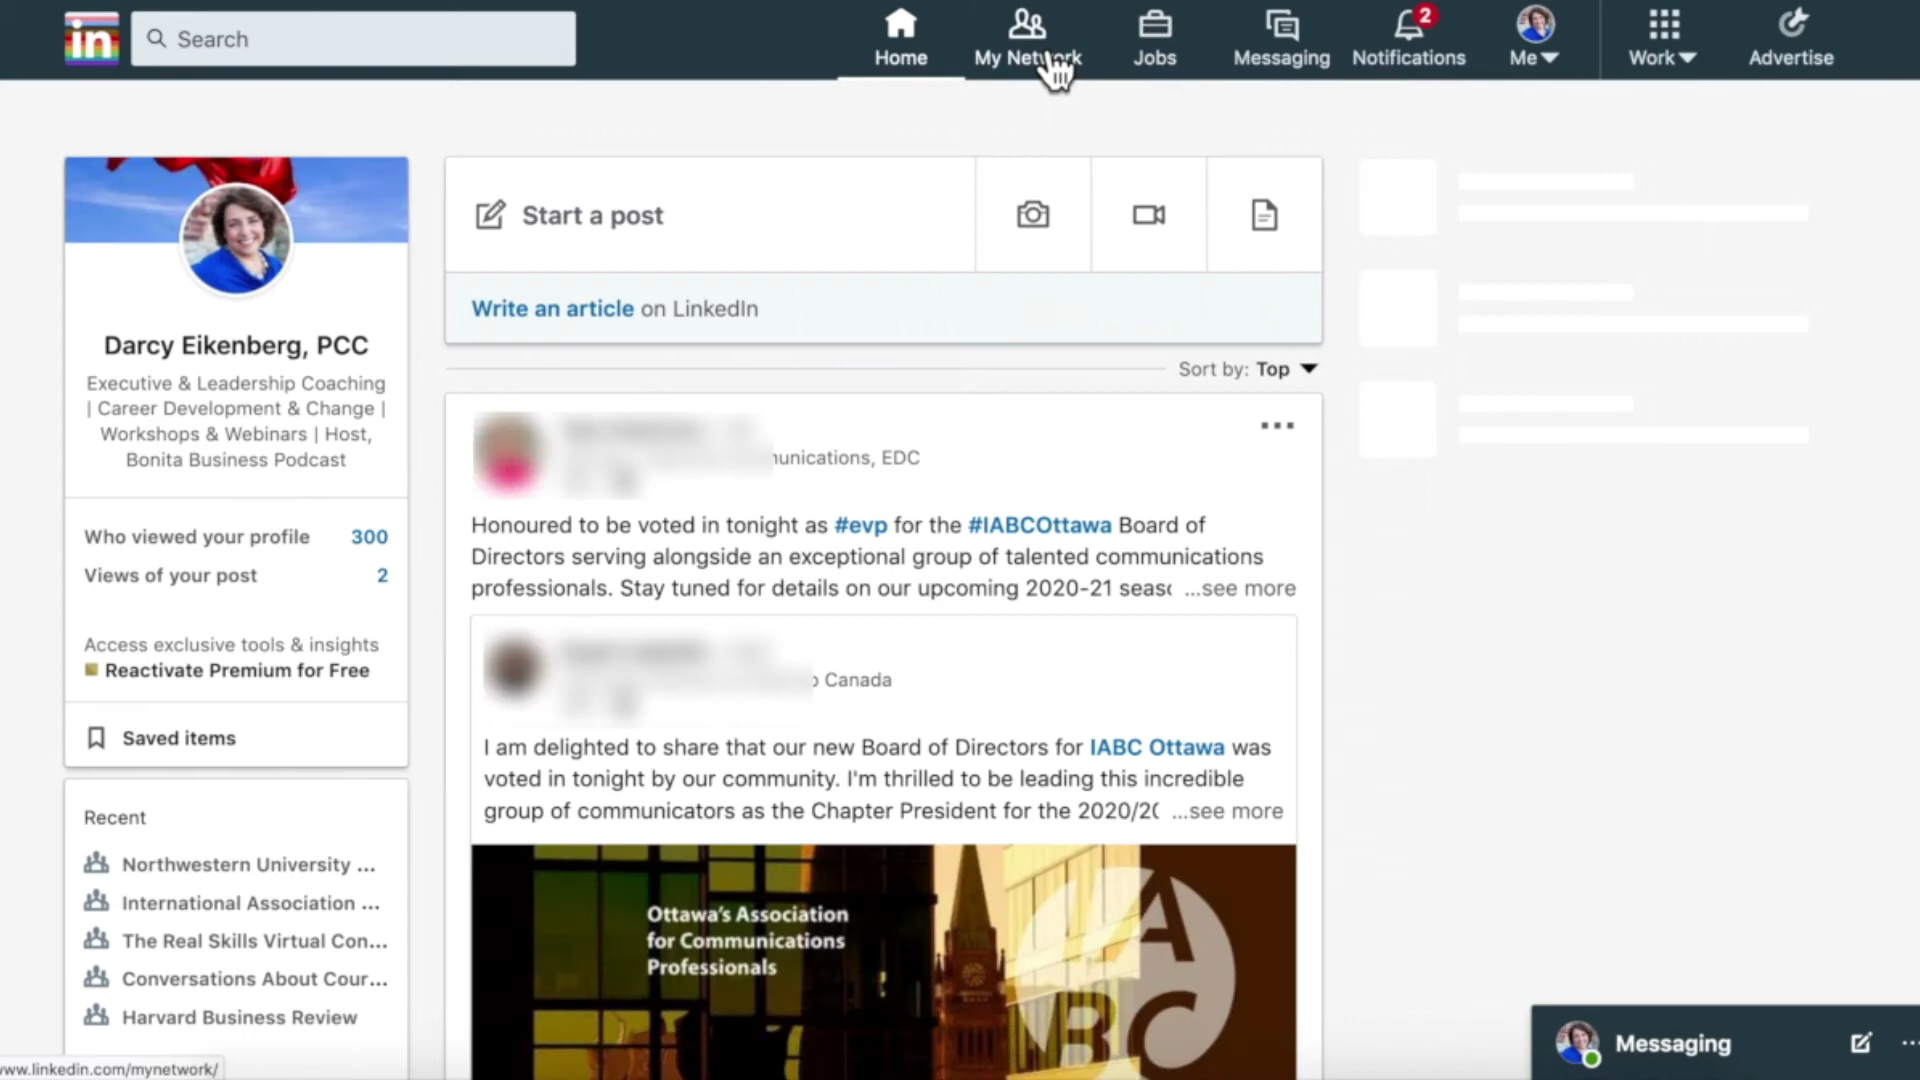 in
Search
Home
My Network
Jobs
Messaging
2
Notifications
Me
Work
Advertise
Darcy Eikenberg, PCC
Executive & Leadership Coaching
| Career Development & Change |
Workshops & Webinars | Host,
Bonita Business Podcast
Who viewed your profile 300
Views of your post 2
Access exclusive tools & insights
Reactivate Premium for Free
Saved items
Recent
Northwestern University ...
International Association ...
The Real Skills Virtual Con...
Conversations About Cour...
Harvard Business Review
www.linkedin.com/mynetwork/
Start a post
Write an article on LinkedIn
Sort by: Top
EDC
Honoured to be voted in tonight as #evp for the #IABCOttawa Board of
Directors serving alongside an exceptional group of talented communications
professionals. Stay tuned for details on our upcoming 2020-21 ...see more
Canada
I am delighted to share that our new Board of Directors for IABC Ottawa was
voted in tonight by our community. I'm thrilled to be leading this incredible
group of communicators as the Chapter President for the ...see more
Ottawa's Association
for Communications
Professionals
A
BC
Messaging